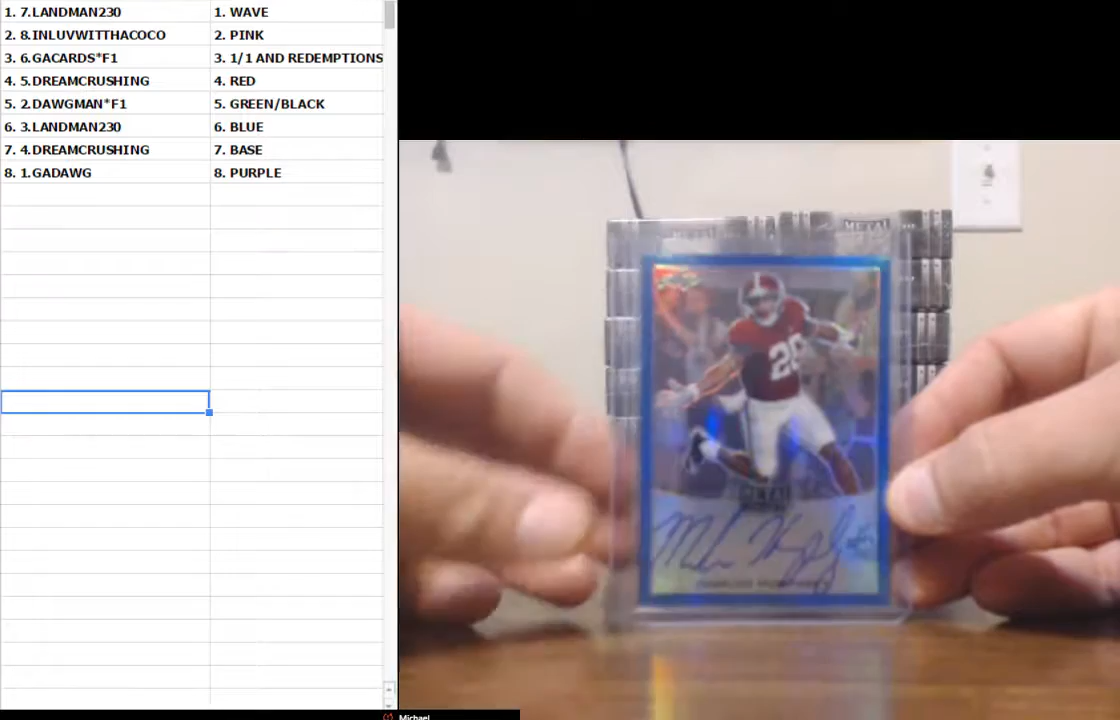 1. 7.LANDMAN230 1. WAVE
2. 8.INLUVWITTHACOCO 2. PINK
3. 6.GACARDS*F1 3. 1/1 AND REDEMPTIONS
4. 5.DREAMCRUSHING 4. RED
5. 2.DAWGMAN*F1 5. GREEN/BLACK
6. 3.LANDMAN230 6. BLUE
7. 4.DREAMCRUSHING 7. BASE
8. 1.GADAWG 8. PURPLE
METAL
28
Michael